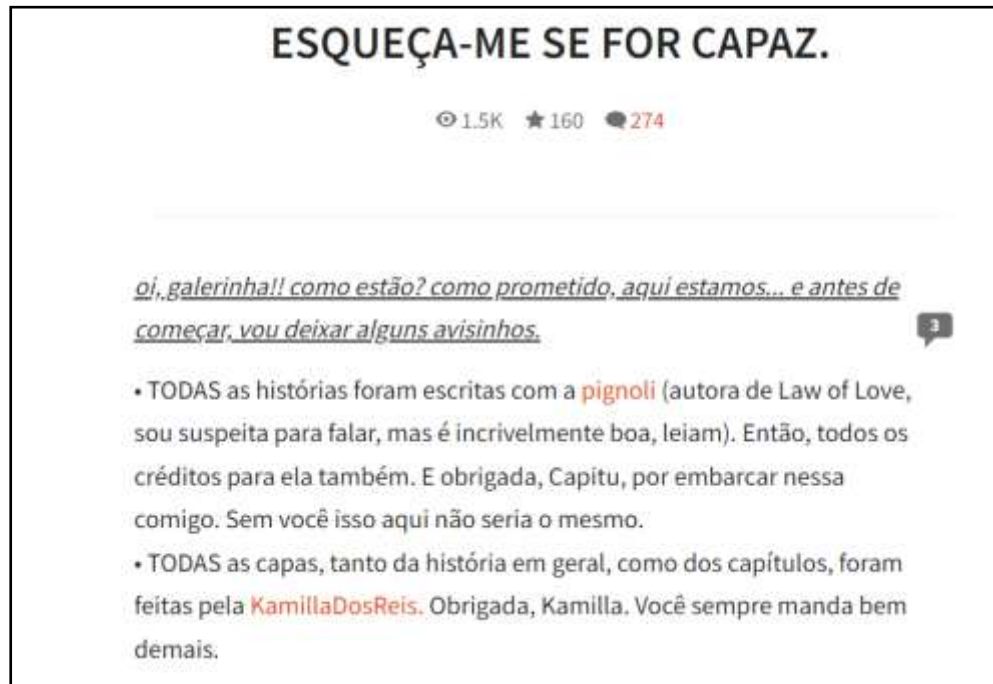 ESQUEÇA-ME SE FOR CAPAZ.
1.5K 160 274
oi, galerinha!! como estão? como prometido, aqui estamos... e antes de
começar, vou deixar alguns avisinhos.
3
• TODAS as histórias foram escritas com a pignoli (autora de Law of Love,
sou suspeita para falar, mas é incrivelmente boa, leiam). Então, todos os
créditos para ela também. E obrigada, Capitu, por embarcar nessa
comigo. Sem você isso aqui não seria o mesmo.
• TODAS as capas, tanto da história em geral, como dos capítulos, foram
feitas pela KamillaDosReis. Obrigada, Kamilla. Você sempre manda bem
demais.